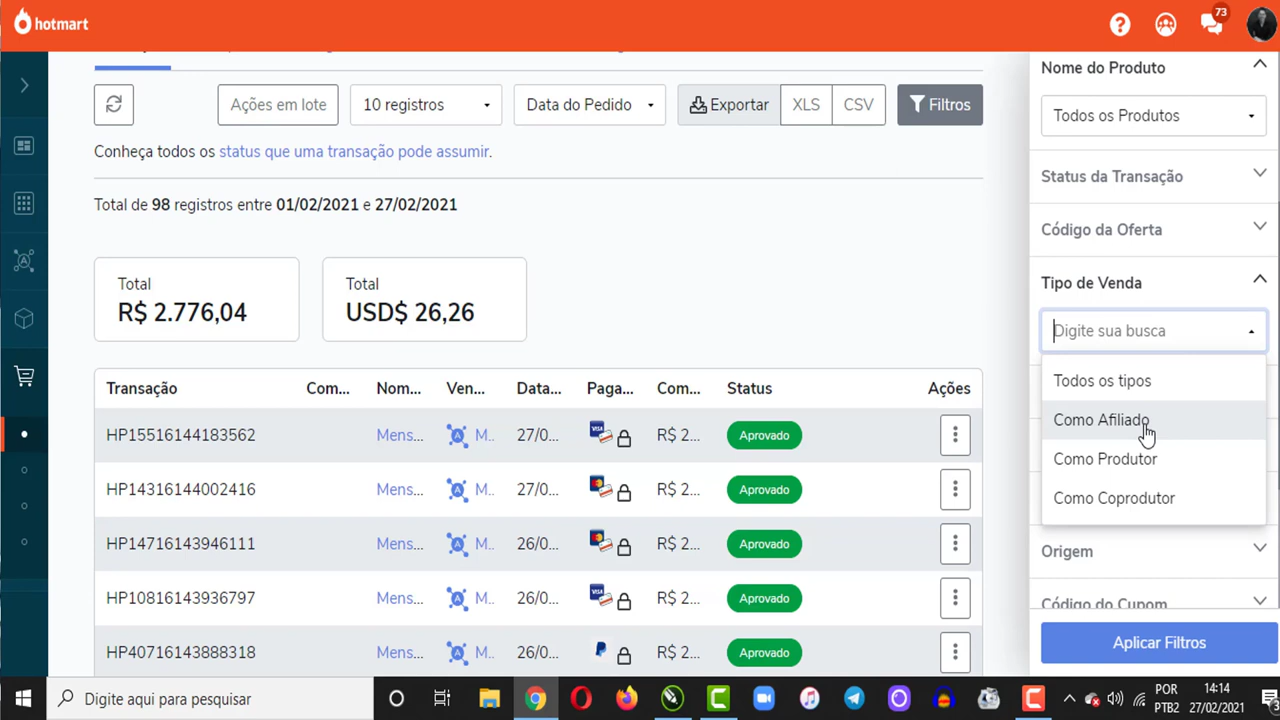 hotmart
73
Ações em lote
10 registros
Data do Pedido
Exportar
XLS
CSV
Filtros
Conheça todos os status que uma transação pode assumir.
Total de 98 registros entre 01/02/2021 e 27/02/2021
Total
R$ 2.776,04
Total
USD$ 26,26
Transação Com... Nom... Ven... Data... Paga... Com... Status Ações
HP15516144183562 Mens... M... 27/0... VISA R$ 2... Aprovado
HP14316144002416 Mens... M.. 27/0... R$ 2... Aprovado
HP14716143946111 Mens... M.. 26/0... R$ 2... Aprovado
HP10816143936797 Mens... M.. 26/0... VISA R$ 2... Aprovado
HP40716143888318 Mens... M.. 26/0... R$ 2... Aprovado
Nome do Produto
Todos os Produtos
Status da Transação
Código da Oferta
Tipo de Venda
Digite sua busca
Todos os tipos
Como Afiliado
Como Produtor
Como Coprodutor
Origem
Código do Cupom
Aplicar Filtros
Digite aqui para pesquisar
POR
PTB2
14:14
27/02/2021